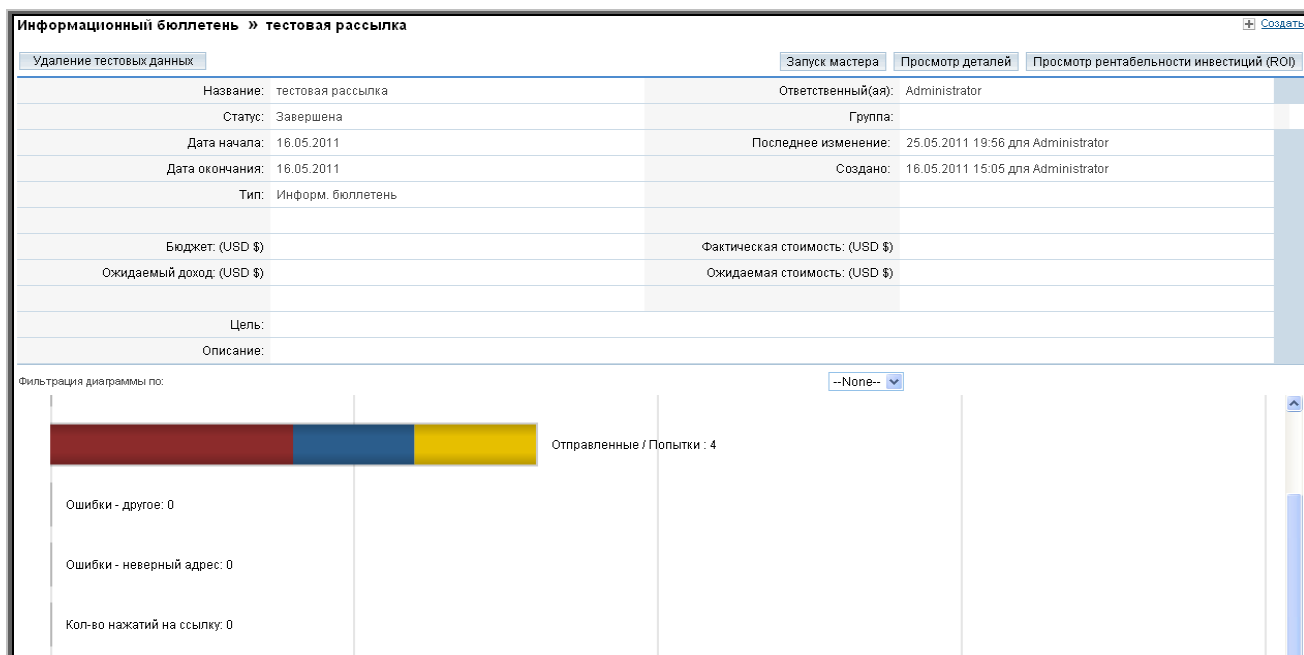 Информационный бюллетень » тестовая рассылка
Создать
Удаление тестовых данных
Запуск мастера Просмотр деталей Просмотр рентабельности инвестиций (ROI)
Название: тестовая рассылка Ответственный(ая): Administrator
Статус: Завершена Группа:
Дата начала: 16.05.2011 Последнее изменение: 25.05.2011 19:56 для Administrator
Дата окончания: 16.05.2011 Создано: 16.05.2011 15:05 для Administrator
Тип: Информ. бюллетень
Бюджет: (USD $) Фактическая стоимость: (USD $)
Ожидаемый доход: (USD $) Ожидаемая стоимость: (USD $)
Цель:
Описание:
Фильтрация диаграммы по: --None--
Отправленные / Попытки : 4
Ошибки - другое: 0
Ошибки - неверный адрес: 0
Кол-во нажатий на ссылку: 0